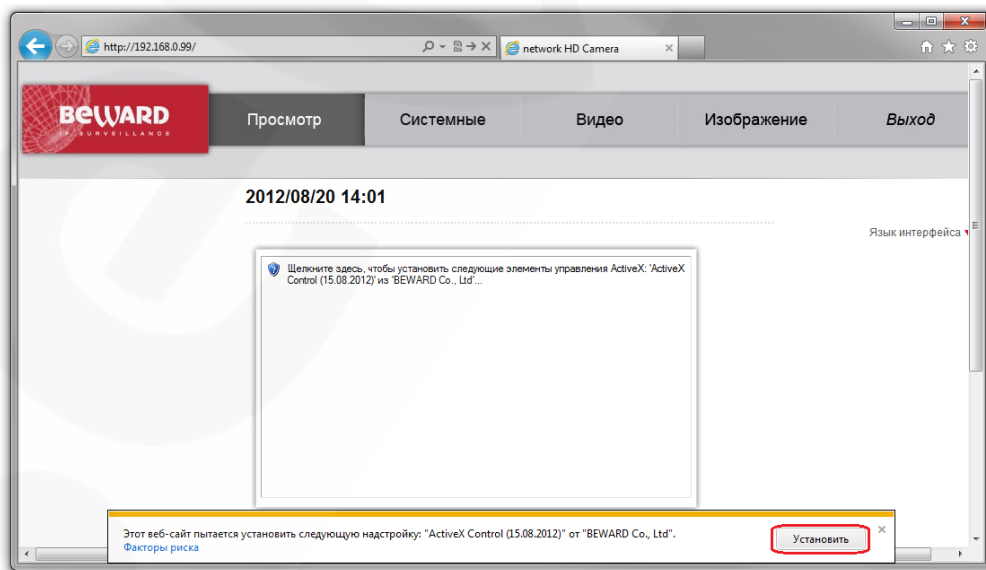 http://192.168.0.99/
network HD Camera
BEWARD
IP SURVEILLANCE
Просмотр
Системные
Видео
Изображение
Выход
2012/08/20 14:01
Язык интерфейса
Щелкните здесь, чтобы установить следующие элементы управления ActiveX: 'ActiveX
Control (15.08.2012)' из 'BEWARD Co., Ltd'...
Этот веб-сайт пытается установить следующую надстройку: "ActiveX Control (15.08.2012)" от "BEWARD Co., Ltd".
Установить
Факторы риска